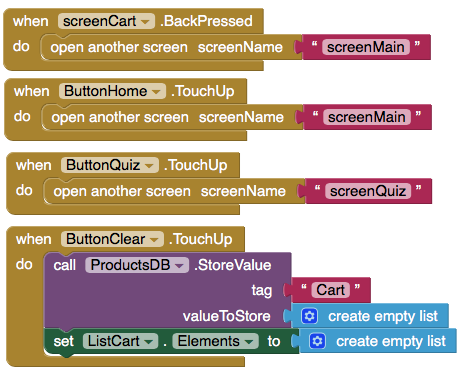 when screenCart .BackPressed
do open another screen screenName " screenMain "
when ButtonHome .TouchUp
do open another screen screenName " screenMain "
when ButtonQuiz .TouchUp
do open another screen screenName " screenQuiz "
when ButtonClear .TouchUp
do call ProductsDB .StoreValue
tag " Cart "
valueToStore create empty list
set ListCart . Elements to create empty list